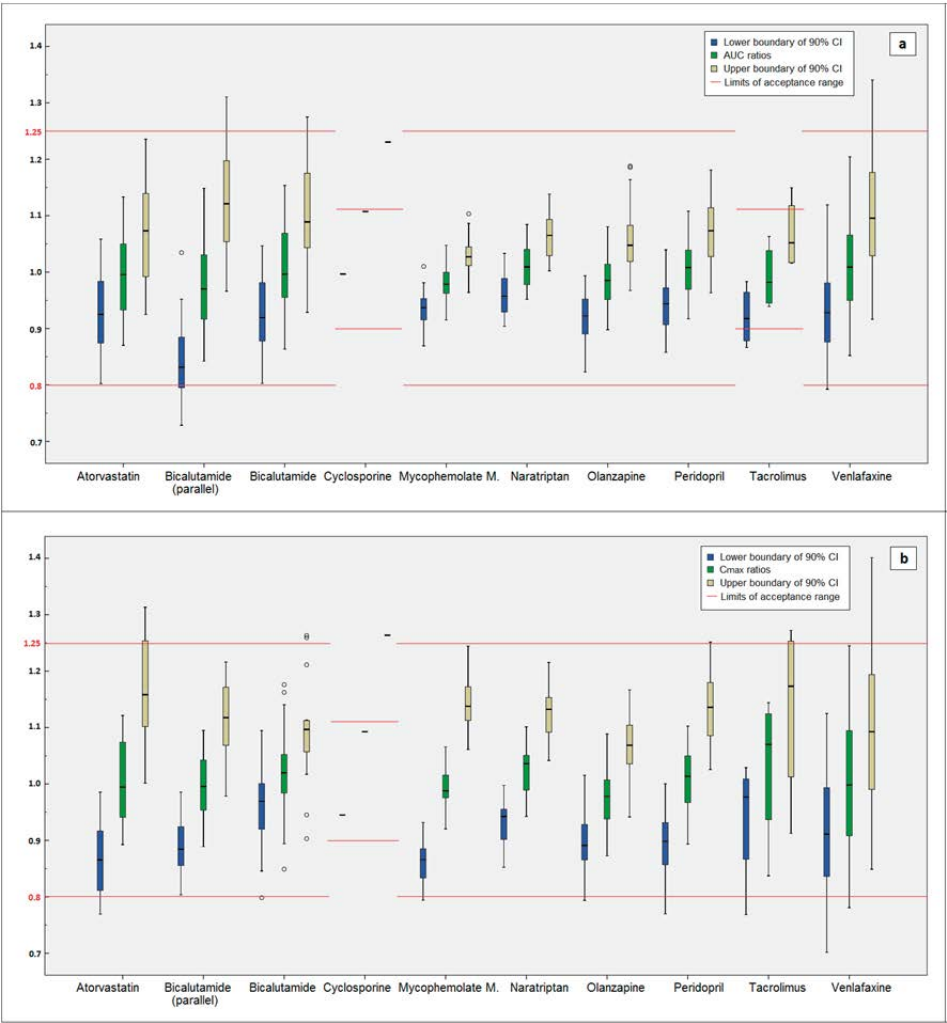 a
Lower boundary of 90% CI
AUC ratios
Upper boundary of 90% CI
Limits of acceptance range
1.4
1.3
1.25
1.2
1.1
1.0
0.9
0.8
0.7
Atorvastatin Bicalutamide (parallel) Bicalutamide Cyclosporine Mycophemolate M. Naratriptan Olanzapine Peridopril Tacrolimus Venlafaxine
b
Lower boundary of 90% CI
Cmax ratios
Upper boundary of 90% CI
Limits of acceptance range
1.4
1.3
1.25
1.2
1.1
1.0
0.9
0.8
0.7
Atorvastatin Bicalutamide (parallel) Bicalutamide Cyclosporine Mycophemolate M. Naratriptan Olanzapine Peridopril Tacrolimus Venlafaxine